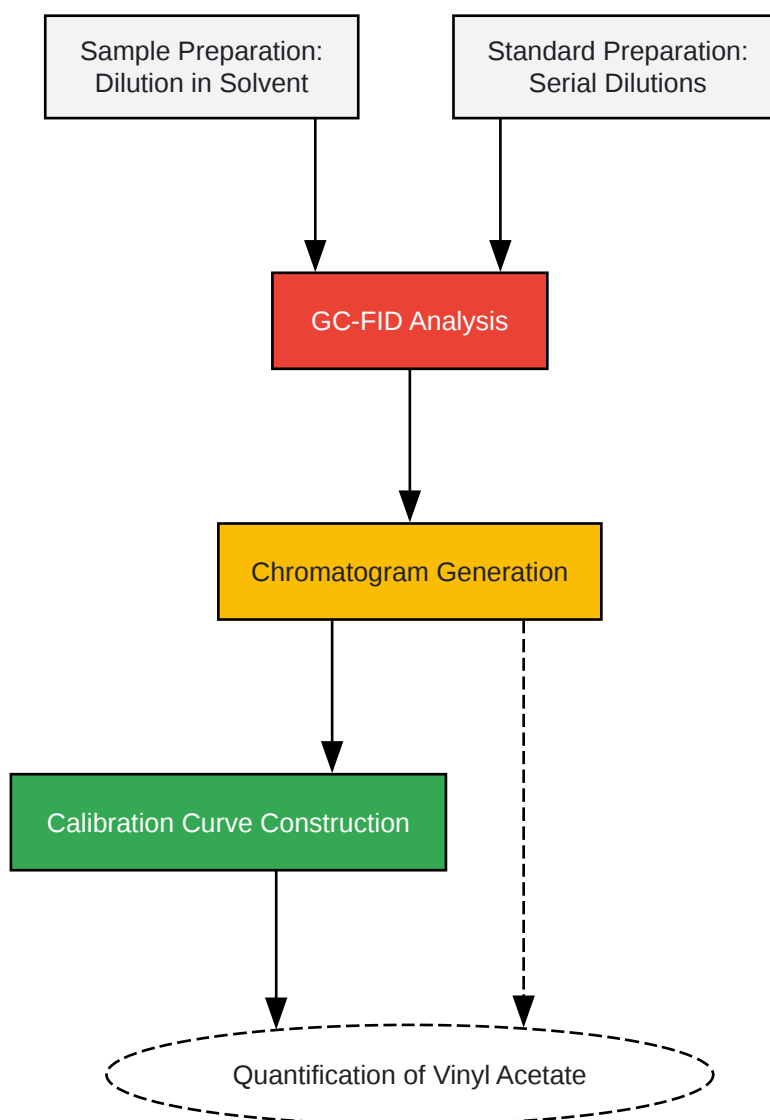 Sample Preparation:
Dilution in Solvent
Standard Preparation:
Serial Dilutions
GC-FID Analysis
Chromatogram Generation
Calibration Curve Construction
Quantification of Vinyl Acetate